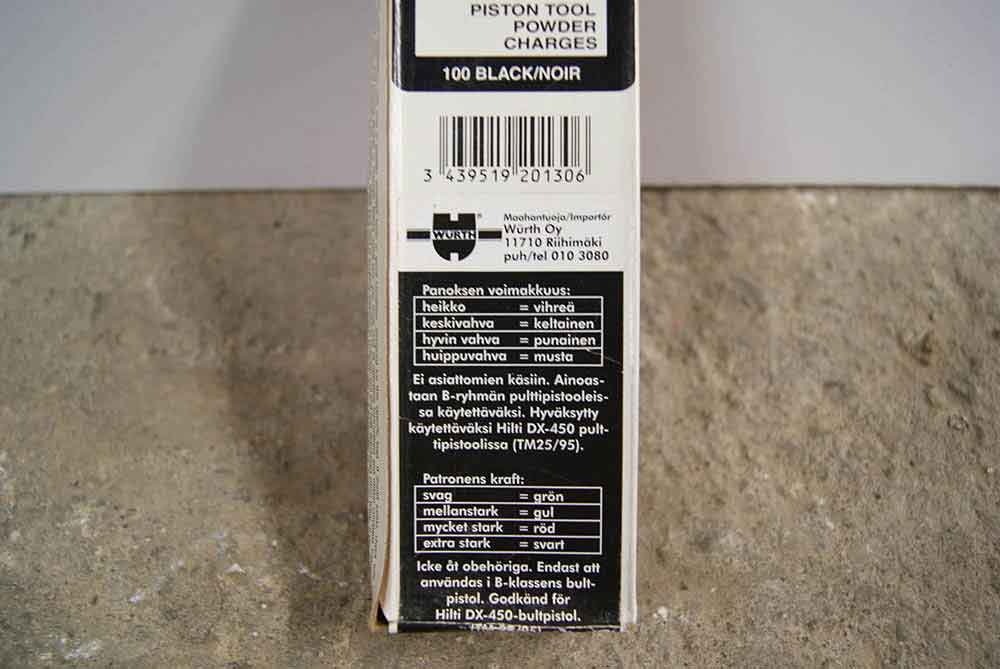 PISTON TOOL
POWDER
CHARGES
100 BLACK/NOIR
3 439519 201306
WÜRTH
®
Maahantuoja/Importör
Würth Oy
11710 Riihimäki
puh/tel 010 3080
Panoksen voimakkuus:
heikko = vihreä
keskivahva = keltainen
hyvin vahva = punainen
huippuvahva = musta
Ei asiattomien käsiin. Ainoas-
taan B-ryhmän pulttipistooleis-
sa käytettäväksi. Hyväksytty
käytettäväksi Hilti DX-450 pult-
tipistoolissa (TM25/95).
Patronens kraft:
svag = grön
mellanstark = gul
mycket stark = röd
extra stark = svart
Icke åt obehöriga. Endast att
användas i B-klassens bult-
pistol. Godkänd för
Hilti DX-450-bultpistol.
(TM25/95)